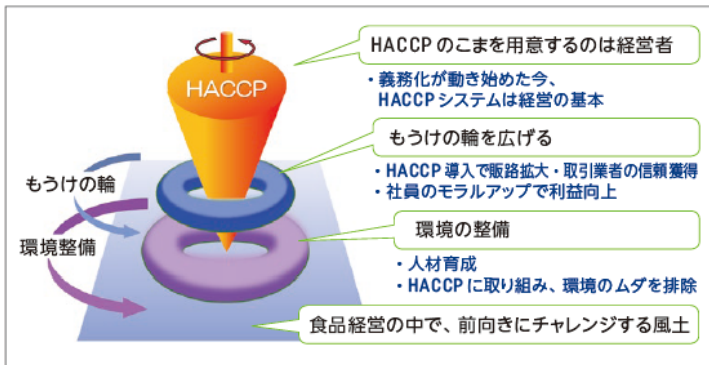 HACCPのこまを用意するのは経営者
HACCP
・義務化が動き始めた今、
HACCPシステムは経営の基本
もうけの輪を広げる
・HACCP導入で販路拡大・取引業者の信頼獲得
・社員のモラルアップで利益向上
もうけの輪
環境整備
環境の整備
・人材育成
・HACCPに取り組み、環境のムダを排除
食品経営の中で、前向きにチャレンジする風土